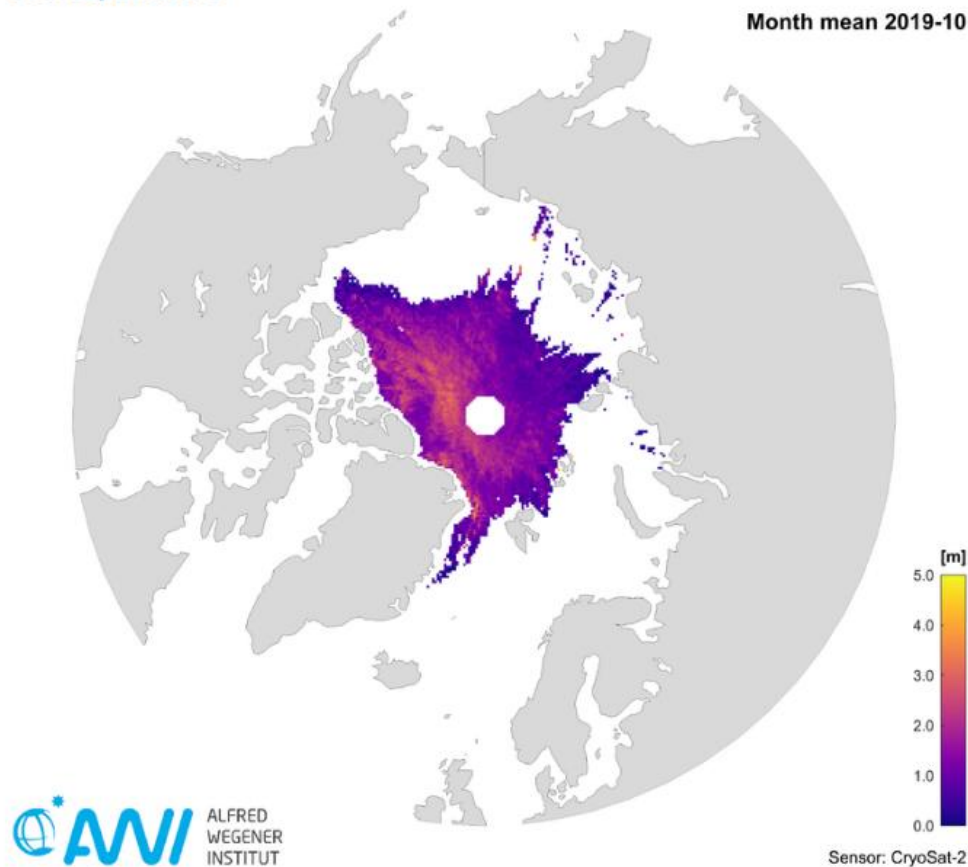 Month mean 2019-10
[m]
5.0
4.0
3.0
2.0
1.0
0.0
AWI
ALFRED
WEGENER
INSTITUT
Sensor: CryoSat-2